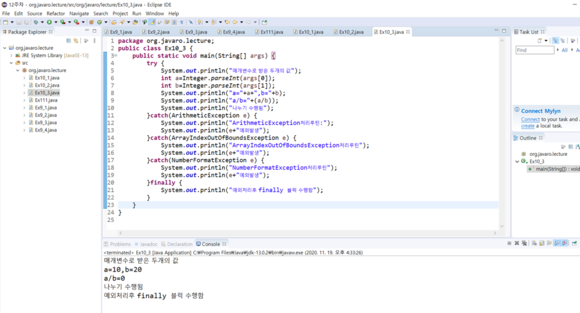 12주차 - org.javaro.lecture/src/org/javaro/lecture/Ex10_3.java - Eclipse IDE
File Edit Source Refactor Navigate Search Project Run Window Help
Package Explorer
org.javaro.lecture
JRE System Library [JavaSE-13]
src
org.javaro.lecture
Ex10_1.java
Ex10_2.java
Ex10_3.java
Ex111.java
Ex9_1.java
Ex9_2.java
Ex9_3.java
Ex9_4.java
Ex9_1.java
Ex9_2.java
Ex9_3.java
Ex9_4.java
Ex10_1.java
Ex111.java
Ex10_2.java
Ex10_3.java
1 package org.javaro.lecture;
2 public class Ex10_3 {
3 public static void main(String[] args) {
4 try {
5 System.out.println("매개변수로 받은 두개의 값");
6 int a=Integer.parseInt(args[0]);
7 int b=Integer.parseInt(args[1]);
8 System.out.println("a="+a+",b="+b);
9 System.out.println("a/b="+(a/b));
10 System.out.println("나누기 수행됨");
11 }catch(ArithmeticException e) {
12 System.out.println("ArithmeticException처리루틴:");
13 System.out.println(e+"예외발생");
14 }catch(ArrayIndexOutOfBoundsException e) {
15 System.out.println("ArrayIndexOutOfBoundsException처리루틴");
16 System.out.println(e+"예외발생");
17 }catch(NumberFormatException e) {
18 System.out.println("NumberFormatException처리루틴");
19 System.out.println(e+"예외발생");
20 }finally {
21 System.out.println("예외처리후 finally 블럭 수행함");
22 }
23 }
24 }
25
Task List
Find
All
Connect Mylyn
Connect to your task and
create a local task.
Outline
org.javaro.lecture
Ex10_3
main(String[]) : void
Problems Javadoc Declaration Console
<terminated> Ex10_3 [Java Application] C:\Program Files\Java\jdk-13.0.2\bin\javaw.exe (2020. 11. 19. 오후 4:33:26)
매개변수로 받은 두개의 값
a=10,b=20
a/b=0
나누기 수행됨
예외처리후 finally 블럭 수행함